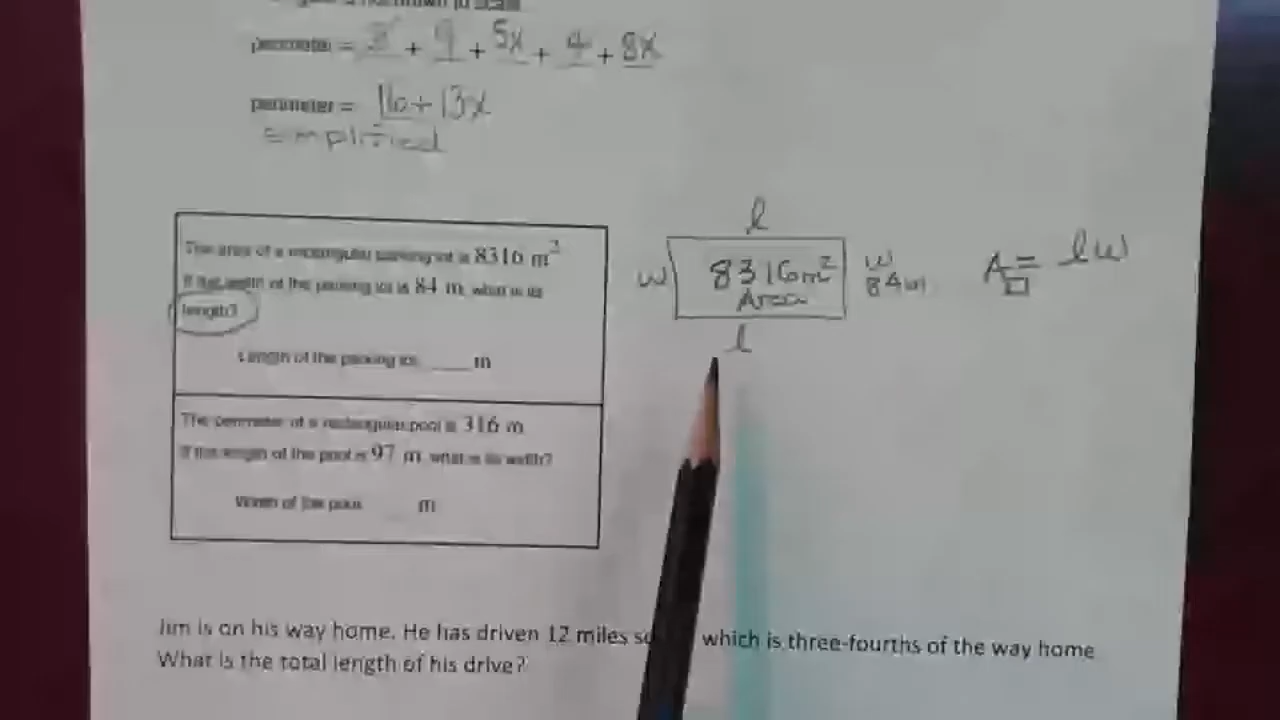 perimeter = 3 + 9 + 5x + 4 + 8x
perimeter = 16 + 13x
simplified
The area of a rectangular parking lot is 8316 m²
If the width of the parking lot is 84 m, what is its
length?
Length of the parking lot: ____ m
l
w 8316m² w
Area 84m
l
A▭ = lw
The perimeter of a rectangular pool is 316 m
If the length of the pool is 97 m, what is its width?
Width of the pool: ____ m
Jim is on his way home. He has driven 12 miles which is three-fourths of the way home
What is the total length of his drive?